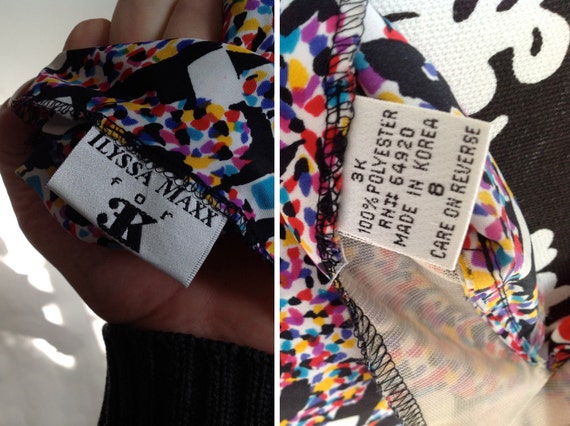 ILYSSA MAXX
for
3K
3K
100% POLYESTER
RN# 64920
MADE IN KOREA
8
CARE ON REVERSE